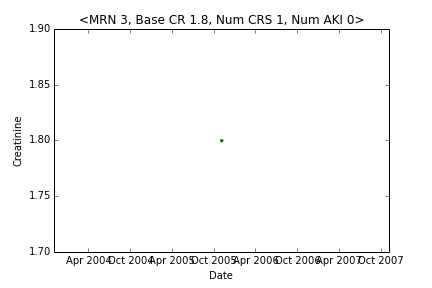 <MRN 3, Base CR 1.8, Num CRS 1, Num AKI 0>
1.90
1.85
1.80
1.75
1.70
Creatinine
Apr 2004 Oct 2004 Apr 2005 Oct 2005 Apr 2006 Oct 2006 Apr 2007 Oct 2007
Date